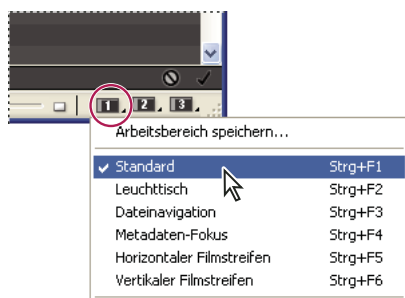 1 2 3
Arbeitsbereich speichern...
Standard Strg+F1
Leuchttisch Strg+F2
Dateinavigation Strg+F3
Metadaten-Fokus Strg+F4
Horizontaler Filmstreifen Strg+F5
Vertikaler Filmstreifen Strg+F6